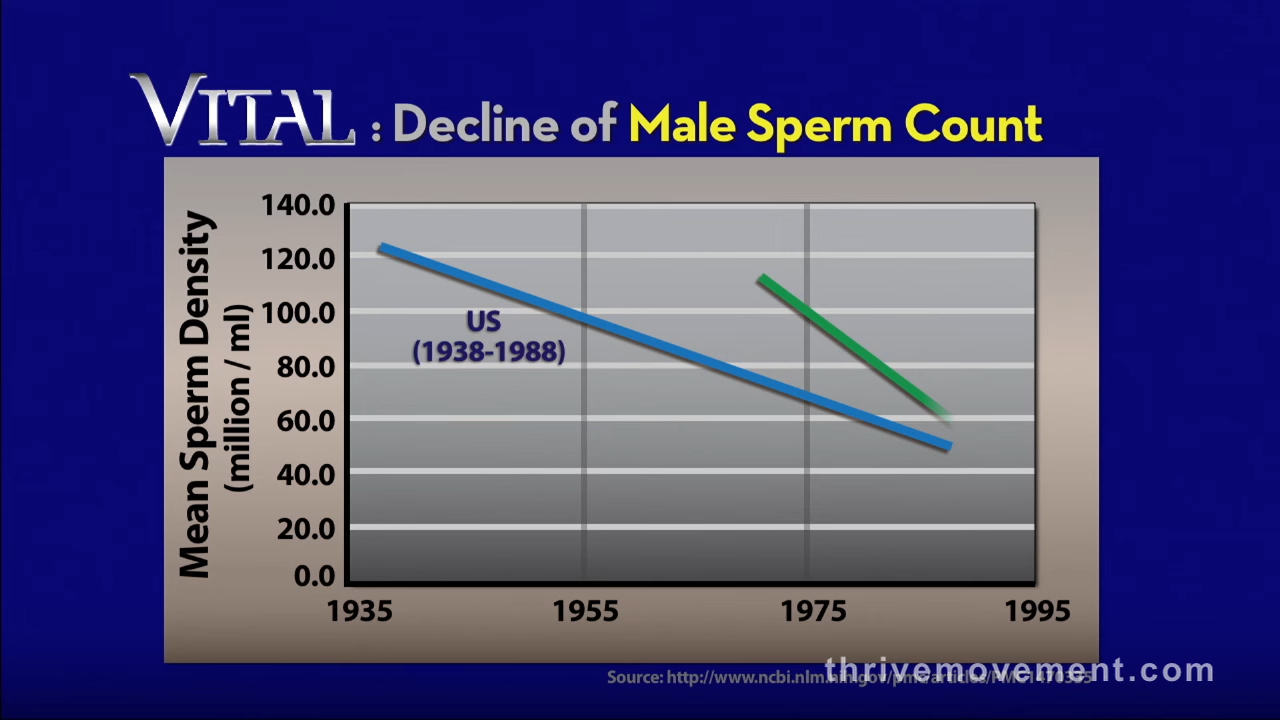 VITAL : Decline of Male Sperm Count
Mean Sperm Density
(million / ml)
140.0
120.0
100.0
80.0
60.0
40.0
20.0
0.0
US
(1938-1988)
1935 1955 1975 1995
thrivemovement.com
Source: